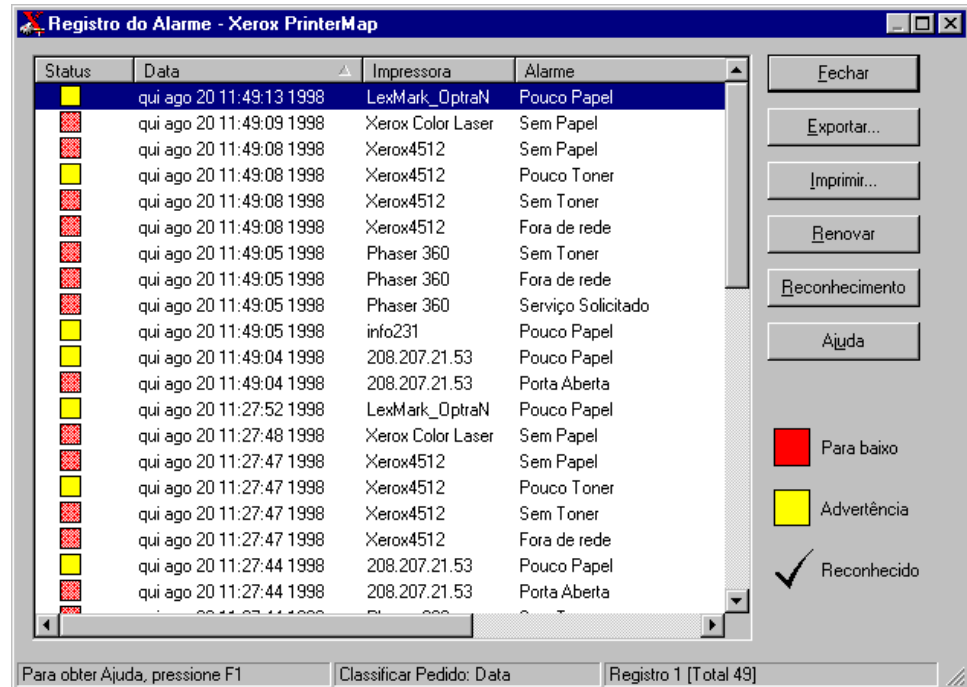 Registro do Alarme - Xerox PrinterMap
Status Data Impressora Alarme
qui ago 20 11:49:13 1998 LexMark_OptraN Pouco Papel
qui ago 20 11:49:09 1998 Xerox Color Laser Sem Papel
qui ago 20 11:49:08 1998 Xerox4512 Sem Papel
qui ago 20 11:49:08 1998 Xerox4512 Pouco Toner
qui ago 20 11:49:08 1998 Xerox4512 Sem Toner
qui ago 20 11:49:08 1998 Xerox4512 Fora de rede
qui ago 20 11:49:05 1998 Phaser 360 Sem Toner
qui ago 20 11:49:05 1998 Phaser 360 Fora de rede
qui ago 20 11:49:05 1998 Phaser 360 Serviço Solicitado
qui ago 20 11:49:05 1998 info231 Pouco Papel
qui ago 20 11:49:04 1998 208.207.21.53 Pouco Papel
qui ago 20 11:49:04 1998 208.207.21.53 Porta Aberta
qui ago 20 11:27:52 1998 LexMark_OptraN Pouco Papel
qui ago 20 11:27:48 1998 Xerox Color Laser Sem Papel
qui ago 20 11:27:47 1998 Xerox4512 Sem Papel
qui ago 20 11:27:47 1998 Xerox4512 Pouco Toner
qui ago 20 11:27:47 1998 Xerox4512 Sem Toner
qui ago 20 11:27:47 1998 Xerox4512 Fora de rede
qui ago 20 11:27:44 1998 208.207.21.53 Pouco Papel
qui ago 20 11:27:44 1998 208.207.21.53 Porta Aberta
Fechar
Exportar...
Imprimir...
Renovar
Reconhecimento
Ajuda
Para baixo
Advertência
Reconhecido
Para obter Ajuda, pressione F1 Classificar Pedido: Data Registro 1 [Total 49]